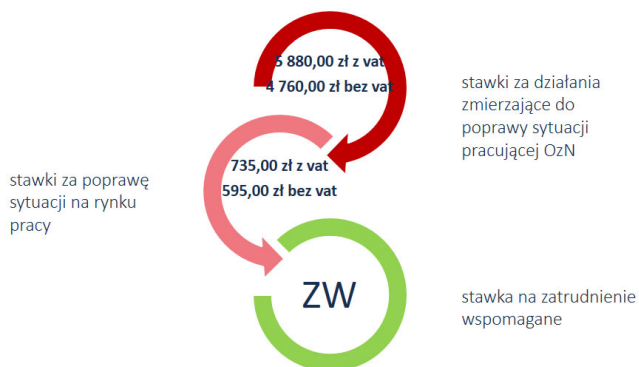 5 880,00 zł z vat
4 760,00 zł bez vat
stawki za działania
zmierzające do
poprawy sytuacji
pracującej OzN
735,00 zł z vat
595,00 zł bez vat
stawki za poprawę
sytuacji na rynku
pracy
ZW
stawka na zatrudnienie
wspomagane